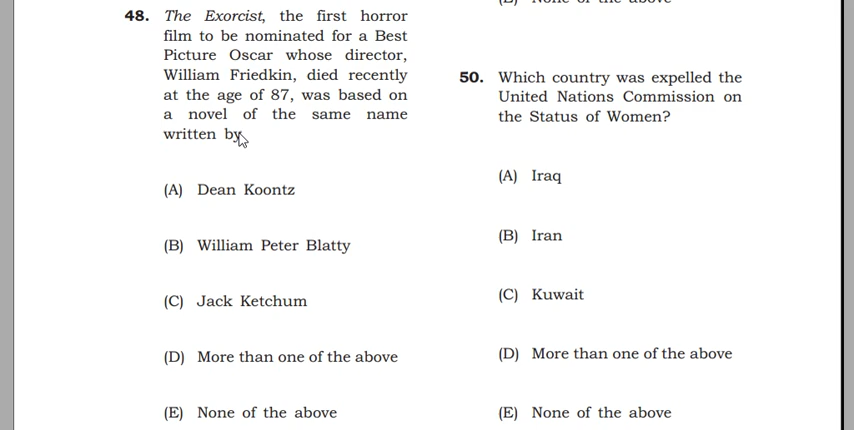 48. The Exorcist, the first horror
film to be nominated for a Best
Picture Oscar whose director,
William Friedkin, died recently
at the age of 87, was based on
a novel of the same name
written by
(A) Dean Koontz
(B) William Peter Blatty
(C) Jack Ketchum
(D) More than one of the above
(E) None of the above
(E) None of the above
50. Which country was expelled the
United Nations Commission on
the Status of Women?
(A) Iraq
(B) Iran
(C) Kuwait
(D) More than one of the above
(E) None of the above